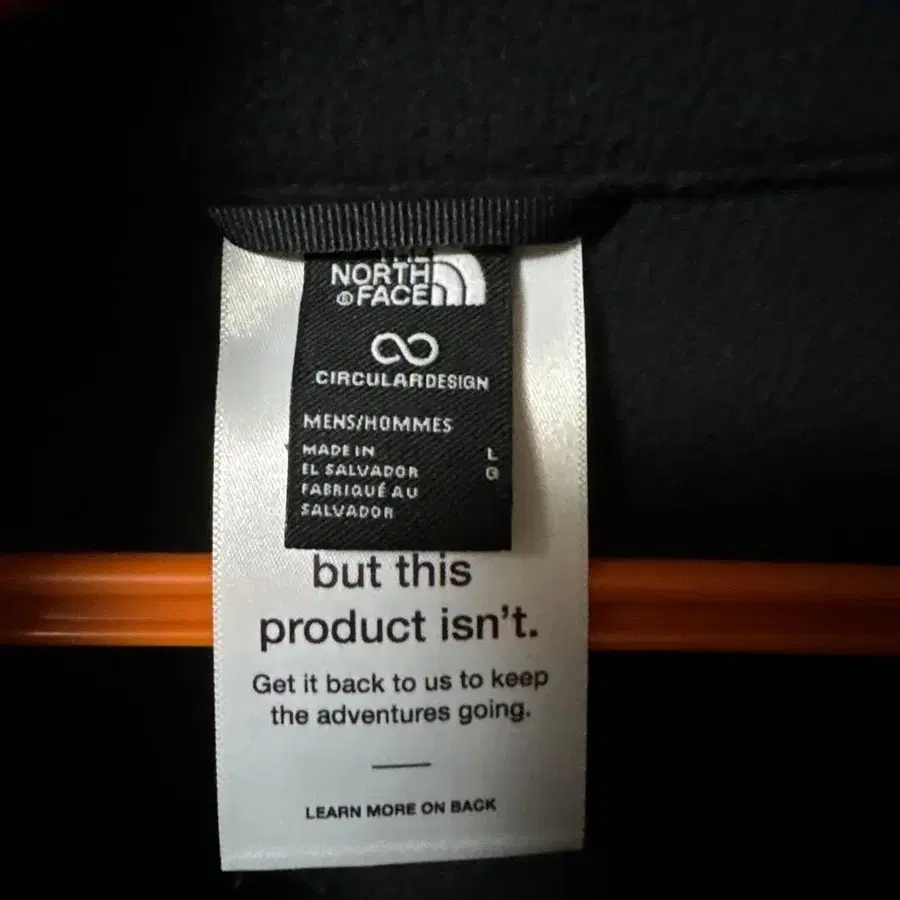 THE
NORTH
FACE
CIRCULARDESIGN
MENS/HOMMES
MADE IN L
EL SALVADOR G
FABRIQUÉ AU
SALVADOR
but this
product isn't.
Get it back to us to keep
the adventures going.
LEARN MORE ON BACK